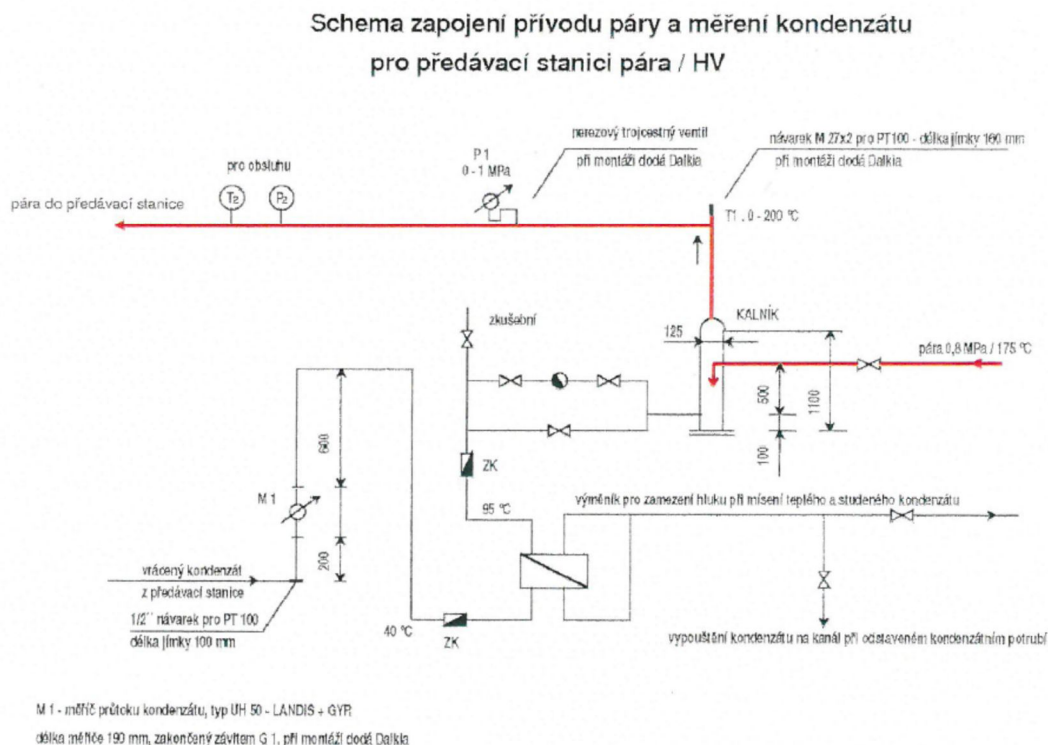 Schema zapojení přívodu páry a měření kondenzátu
pro předávací stanici pára / HV
nerezový trojcestný ventil
při montáži dodá Dalkia
návarek M 27x2 pro PT100 - délka jímky 160 mm
při montáži dodá Dalkia
pro obsluhu
P 1
0 - 1 MPa
T2
P2
pára do předávací stanice
T1 . 0 - 200 °C
zkušební
KALNÍK
125
pára 0,8 MPa / 175 °C
500
1100
100
600
ZK
M 1
95 °C
výměník pro zamezení hluku při mísení teplého a studeného kondenzátu
200
vrácený kondenzát
z předávací stanice
1/2´´ návarek pro PT 100
délka jímky 100 mm
40 °C
ZK
vypouštění kondenzátu na kanál při odstaveném kondenzátním potrubí
M 1 - měřič průtoku kondenzátu, typ UH 50 - LANDIS + GYR
délka měřiče 190 mm, zakončený závitem G 1, při montáži dodá Dalkia